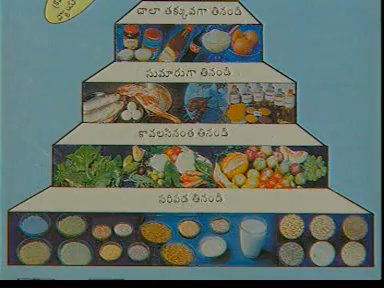 చాలా తక్కువగా తినండి
సుమారుగా తినండి
కావలసినంత తినండి
సరిపడ తినండి